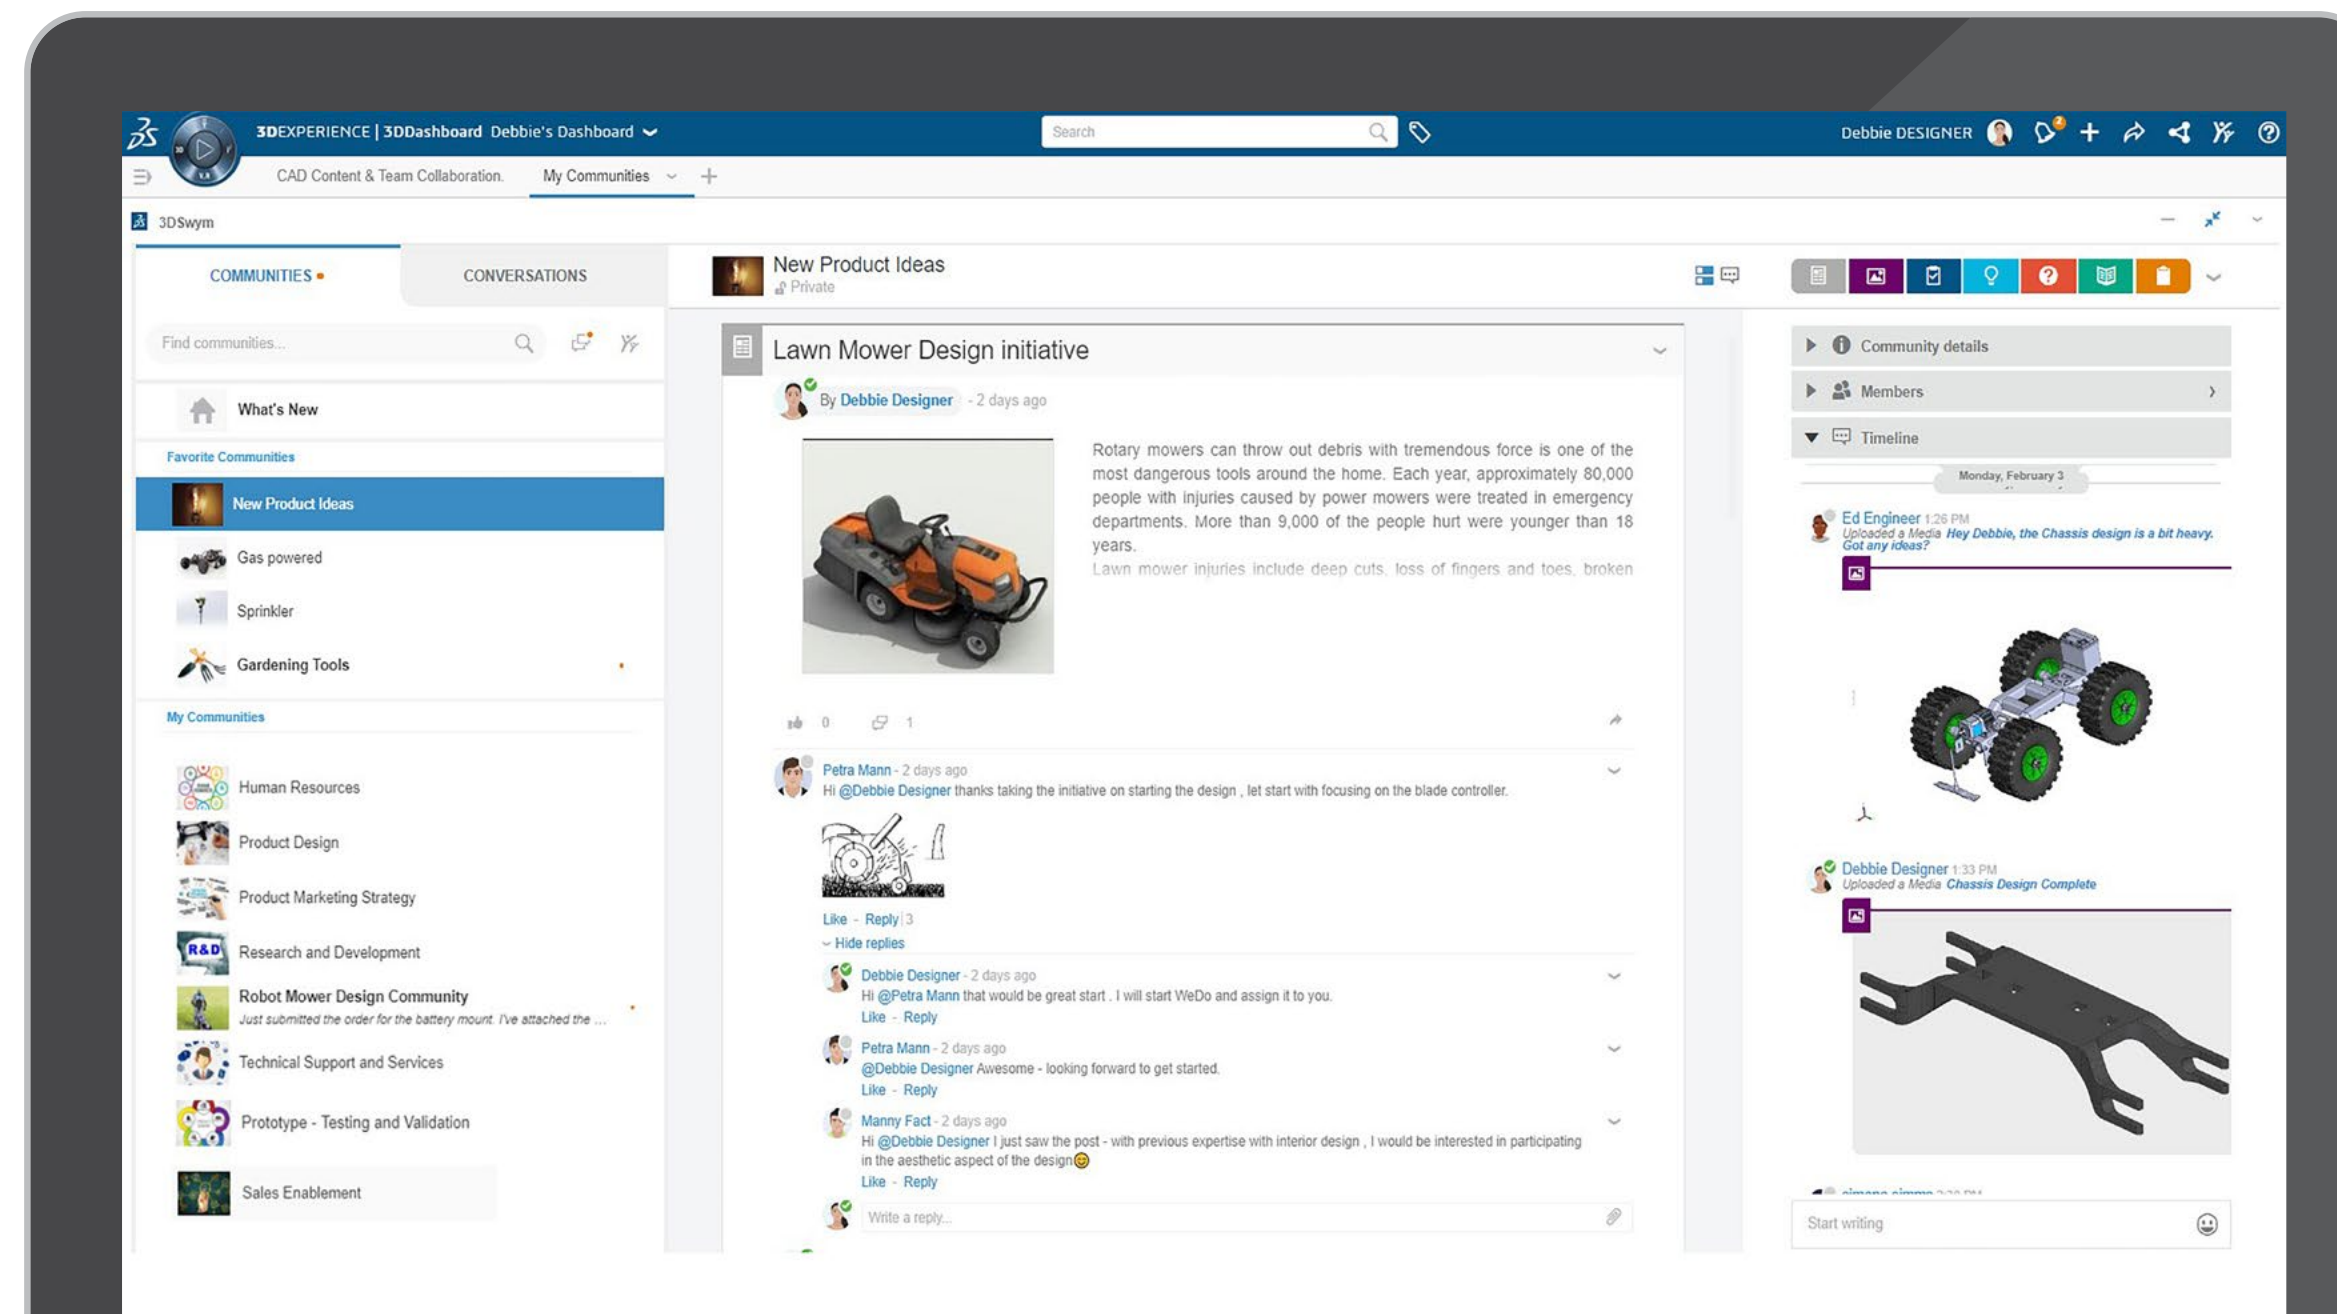 3DEXPERIENCE | 3DDashboard Debbie's Dashboard
Search
Debbie DESIGNER
2
3D
V.R
CAD Content & Team Collaboration.
My Communities
3DSwym
COMMUNITIES
CONVERSATIONS
Find communities...
What's New
Favorite Communities
New Product Ideas
Gas powered
Sprinkler
Gardening Tools
My Communities
Human Resources
Product Design
Product Marketing Strategy
R&D
Research and Development
Robot Mower Design Community
Just submitted the order for the battery mount. I've attached the ...
Technical Support and Services
Prototype - Testing and Validation
Sales Enablement
New Product Ideas
Private
Lawn Mower Design initiative
By Debbie Designer - 2 days ago
Rotary mowers can throw out debris with tremendous force is one of the
most dangerous tools around the home. Each year, approximately 80,000
people with injuries caused by power mowers were treated in emergency
departments. More than 9,000 of the people hurt were younger than 18
years.
Lawn mower injuries include deep cuts, loss of fingers and toes, broken
0 1
Petra Mann - 2 days ago
Hi @Debbie Designer thanks taking the initiative on starting the design , let start with focusing on the blade controller.
Like - Reply 3
Hide replies
Debbie Designer - 2 days ago
Hi @Petra Mann that would be great start . I will start WeDo and assign it to you.
Like - Reply
Petra Mann - 2 days ago
@Debbie Designer Awesome - looking forward to get started.
Like - Reply
Manny Fact - 2 days ago
Hi @Debbie Designer I just saw the post - with previous expertise with interior design , I would be interested in participating
in the aesthetic aspect of the design
Like - Reply
Write a reply...
Community details
Members
Timeline
Monday, February 3
Ed Engineer 1:26 PM
Uploaded a Media Hey Debbie, the Chassis design is a bit heavy.
Got any ideas?
Debbie Designer 1:33 PM
Uploaded a Media Chassis Design Complete
Start writing